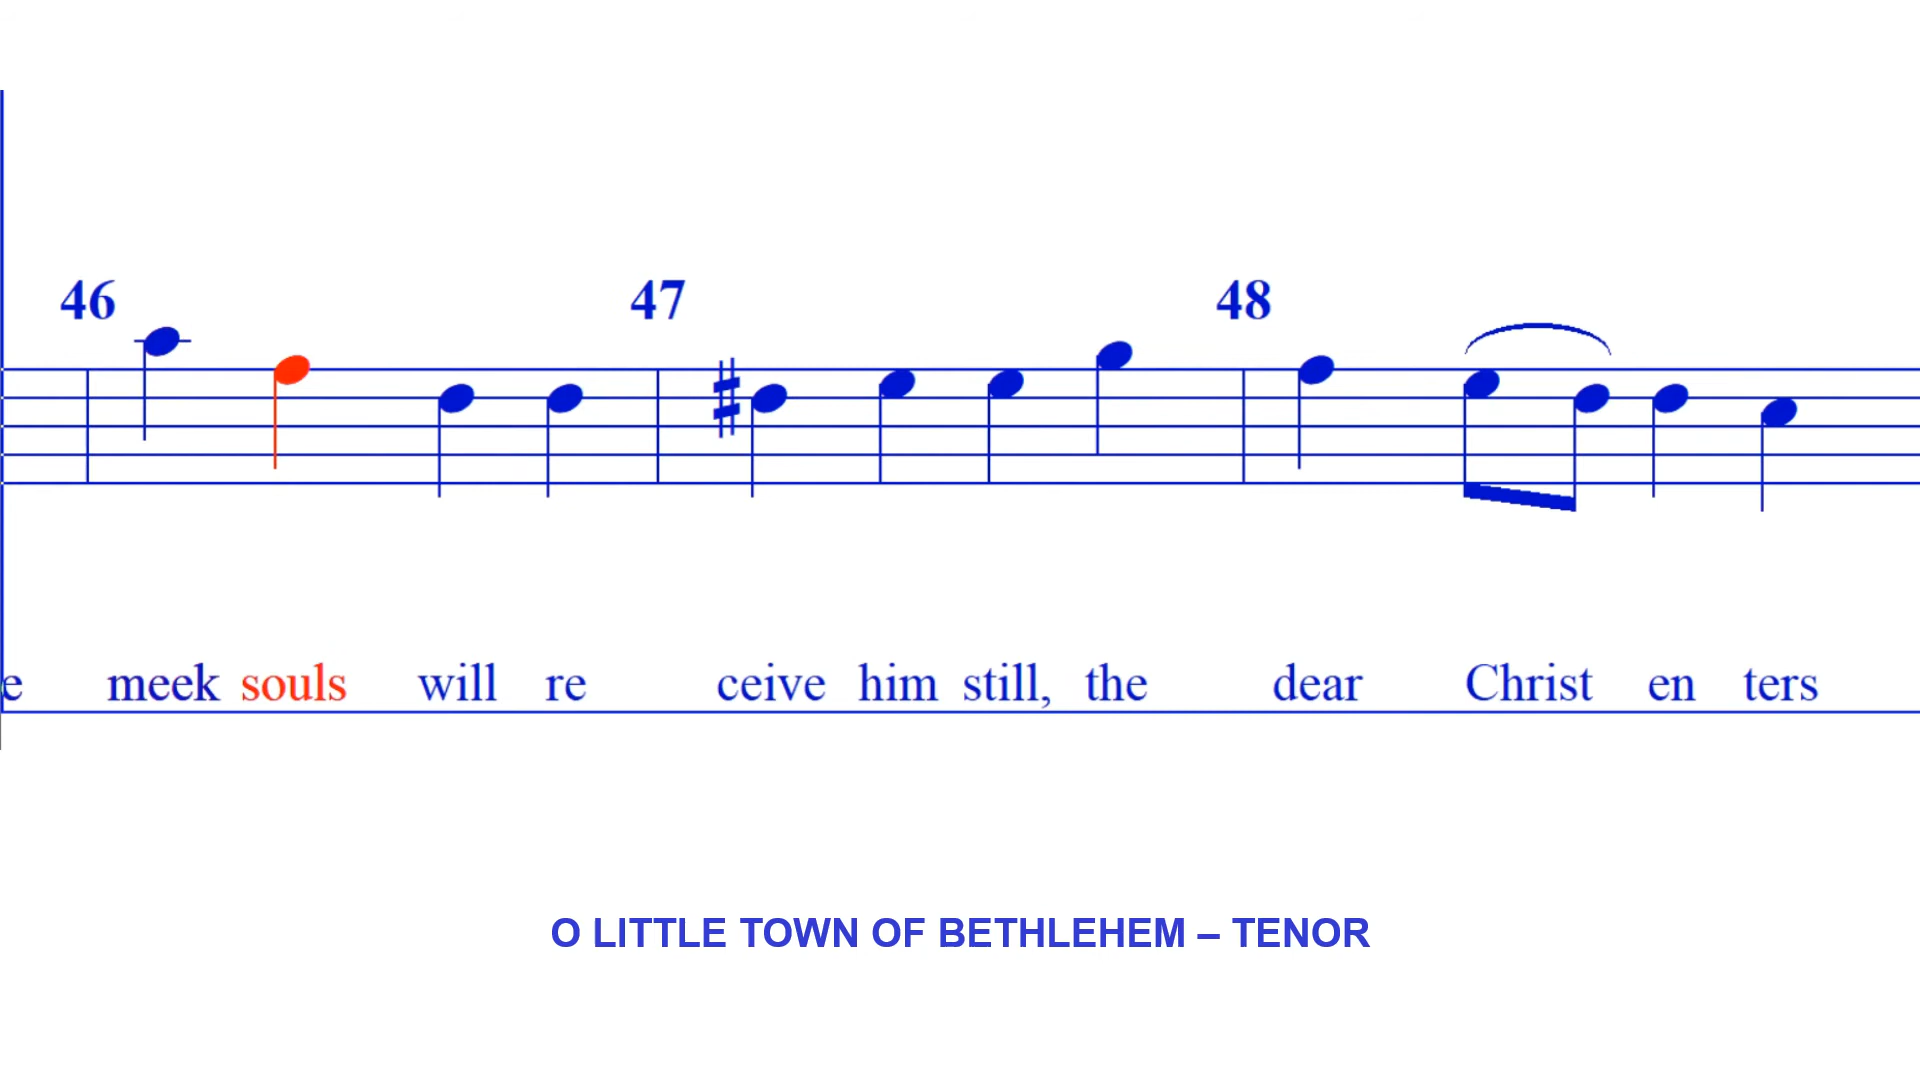 46 47 48
e meek souls will re ceive him still, the dear Christ en ters
O LITTLE TOWN OF BETHLEHEM – TENOR